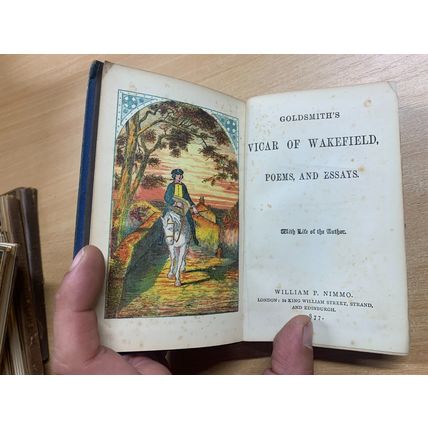 GOLDSMITH'S
VICAR OF WAKEFIELD,
POEMS, AND ESSAYS.
With Life of the Author.
WILLIAM P. NIMMO.
LONDON: 14 KING WILLIAM STREET, STRAND,
AND EDINBURGH.
877.